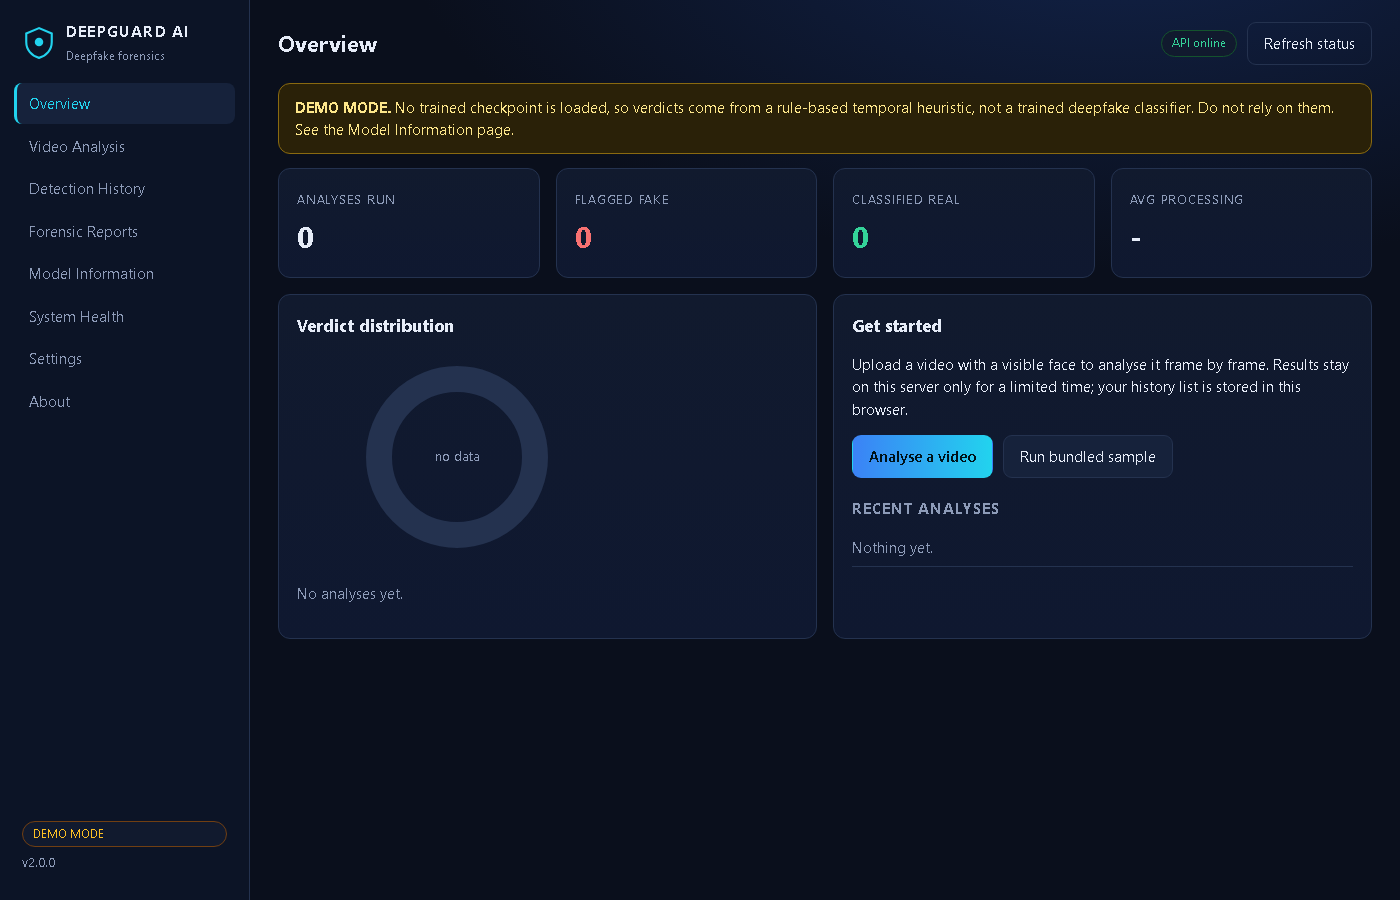 DEEPGUARD AI
Deepfake forensics
Overview
Video Analysis
Detection History
Forensic Reports
Model Information
System Health
Settings
About
DEMO MODE
v2.0.0
Overview
API online
Refresh status
DEMO MODE. No trained checkpoint is loaded, so verdicts come from a rule-based temporal heuristic, not a trained deepfake classifier. Do not rely on them.
See the Model Information page.
ANALYSES RUN
0
FLAGGED FAKE
0
CLASSIFIED REAL
0
AVG PROCESSING
-
Verdict distribution
no data
No analyses yet.
Get started
Upload a video with a visible face to analyse it frame by frame. Results stay
on this server only for a limited time; your history list is stored in this
browser.
Analyse a video
Run bundled sample
RECENT ANALYSES
Nothing yet.